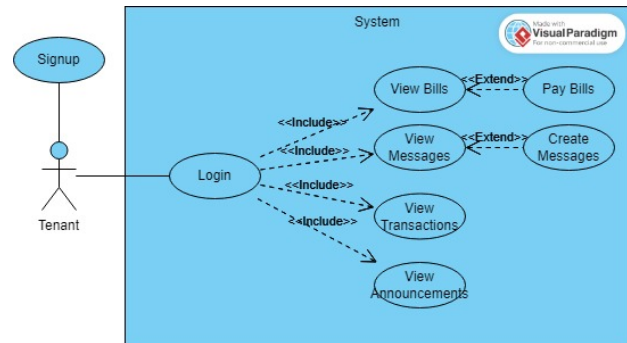 System
Made with
Visual Paradigm
For non-commercial use
Signup
View Bills
<<Extend>>
Pay Bills
<<Include>>
View
Messages
<<Extend>>
Create
Messages
<<Include>>
Login
<<Include>>
View
Transactions
<<Include>>
Tenant
View
Announcements